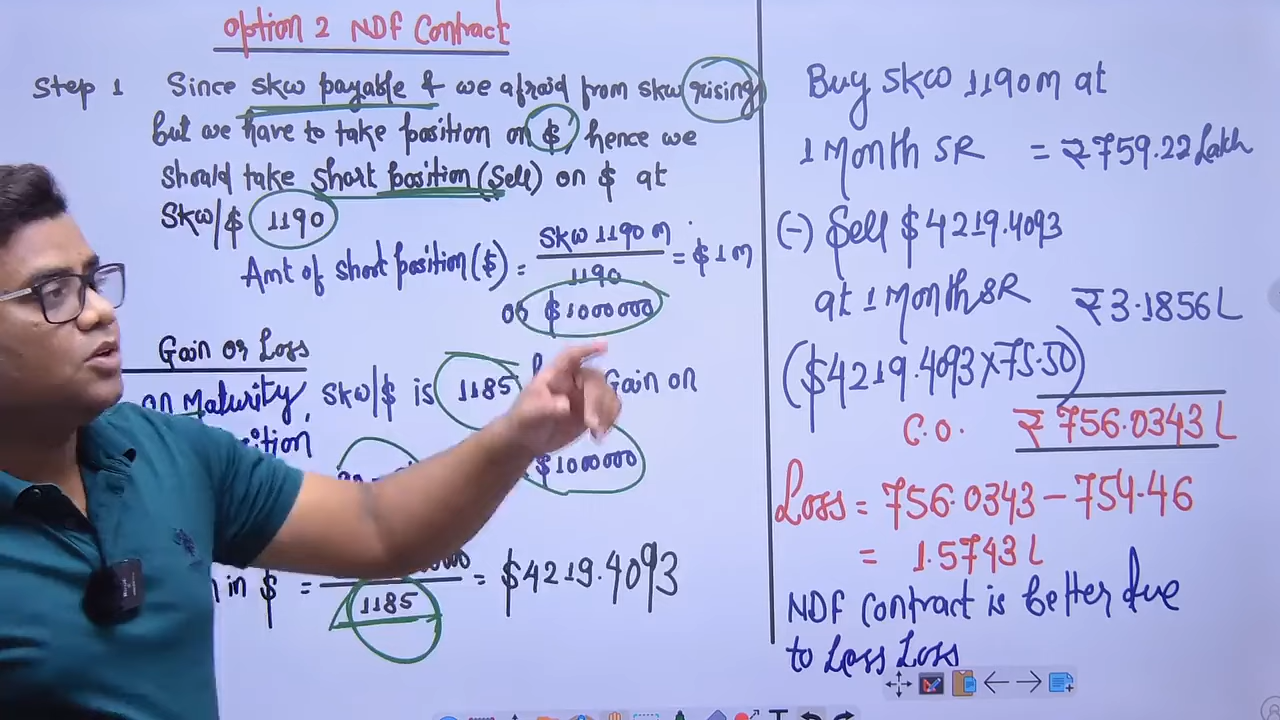 Option 2 NDF Contract
Step 1 Since SKW payable & we afraid from SKW rising
but we have to take position on $, hence we
should take short position (Sell) on $ at
SKW/$ 1190
Amt of short position ($) = SKW 1190 m / 1190 = $ 1 m
or $ 1000000
Gain or Loss
on Maturity, SKW/$ is 1185 Gain on
$ 1000000
in $ = 1185 = $4219.4093
Buy SKW 1190m at
1 Month SR = ₹759.22 Lakh
(-) Sell $4219.4093
at 1 Month SR ₹3.1856L
($4219.4093×75.50)
C.O. ₹756.0343L
Loss = 756.0343 - 754.46
= 1.5743 L
NDF Contract is better due
to Less Loss